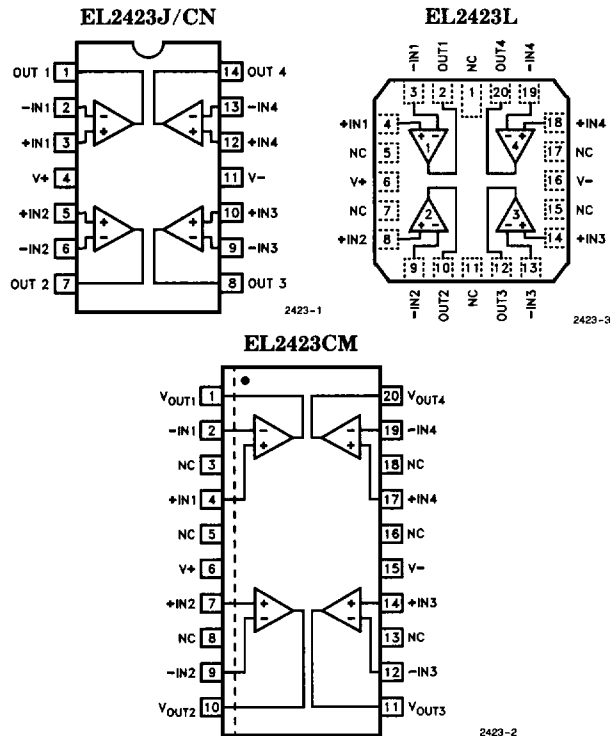 EL2423J/CN
OUT 1 1 14 OUT 4
-IN1 2 - - 13 -IN4
+IN1 3 + + 12 +IN4
V+ 4 11 V-
+IN2 5 + + 10 +IN3
-IN2 6 - - 9 -IN3
OUT 2 7 8 OUT 3
2423-1
EL2423L
-IN1 OUT1 NC OUT4 -IN4
3 2 1 20 19
+IN1 4 + - 1 - + 4 18 +IN4
NC 5 17 NC
V+ 6 16 V-
NC 7 15 NC
+IN2 8 2 + - 3 - + 14 +IN3
9 10 11 12 13
-IN2 OUT2 NC OUT3 -IN3
2423-3
EL2423CM
VOUT1 1 20 VOUT4
-IN1 2 - - 19 -IN4
NC 3 + + 18 NC
+IN1 4 17 +IN4
NC 5 16 NC
V+ 6 15 V-
+IN2 7 + + 14 +IN3
NC 8 - - 13 NC
-IN2 9 12 -IN3
VOUT2 10 11 VOUT3
2423-2